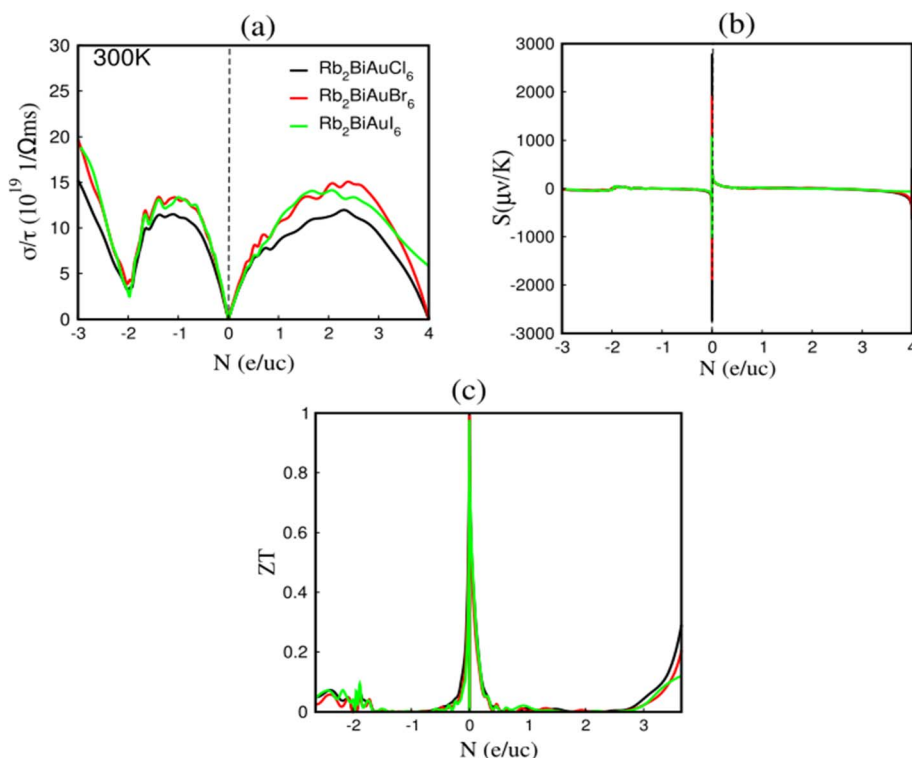 (a)
30
25
20
15
10
5
0
σ/τ (10¹⁹ 1/Ωms)
300K
Rb₂BiAuCl₆
Rb₂BiAuBr₆
Rb₂BiAuI₆
-3 -2 -1 0 1 2 3 4
N (e/uc)
(b)
3000
2000
1000
0
-1000
-2000
-3000
S(μv/K)
-3 -2 -1 0 1 2 3 4
N (e/uc)
(c)
1
0.8
0.6
0.4
0.2
0
ZT
-2 -1 0 1 2 3
N (e/uc)